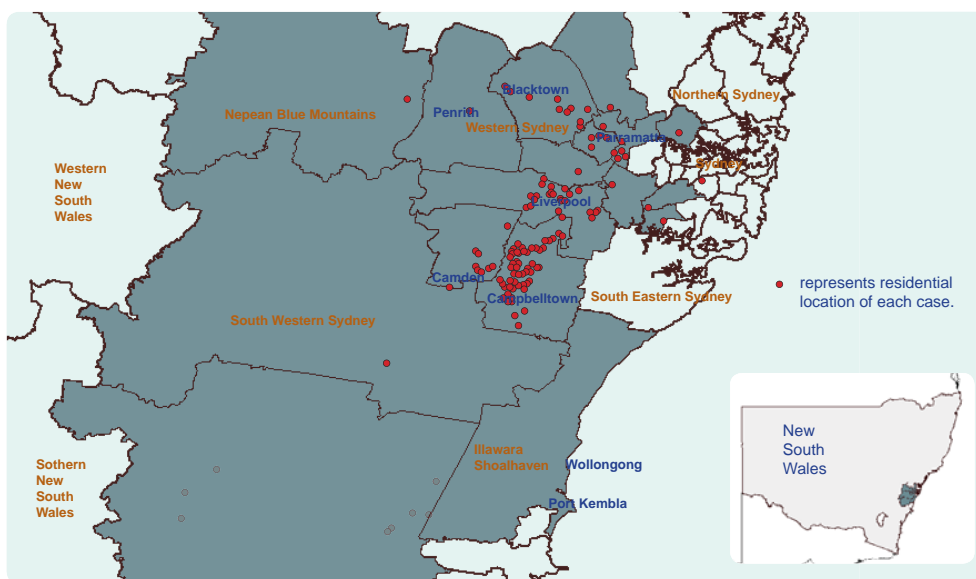 Blacktown
Northern Sydney
Penrith
Nepean Blue Mountains
Western Sydney
Parramatta
Sydney
Western
New
South
Wales
Liverpool
Camden
represents residential
location of each case.
Campbelltown
South Eastern Sydney
South Western Sydney
New
South
Wales
Illawara
Shoalhaven
Wollongong
Sothern
New
South
Wales
Port Kembla